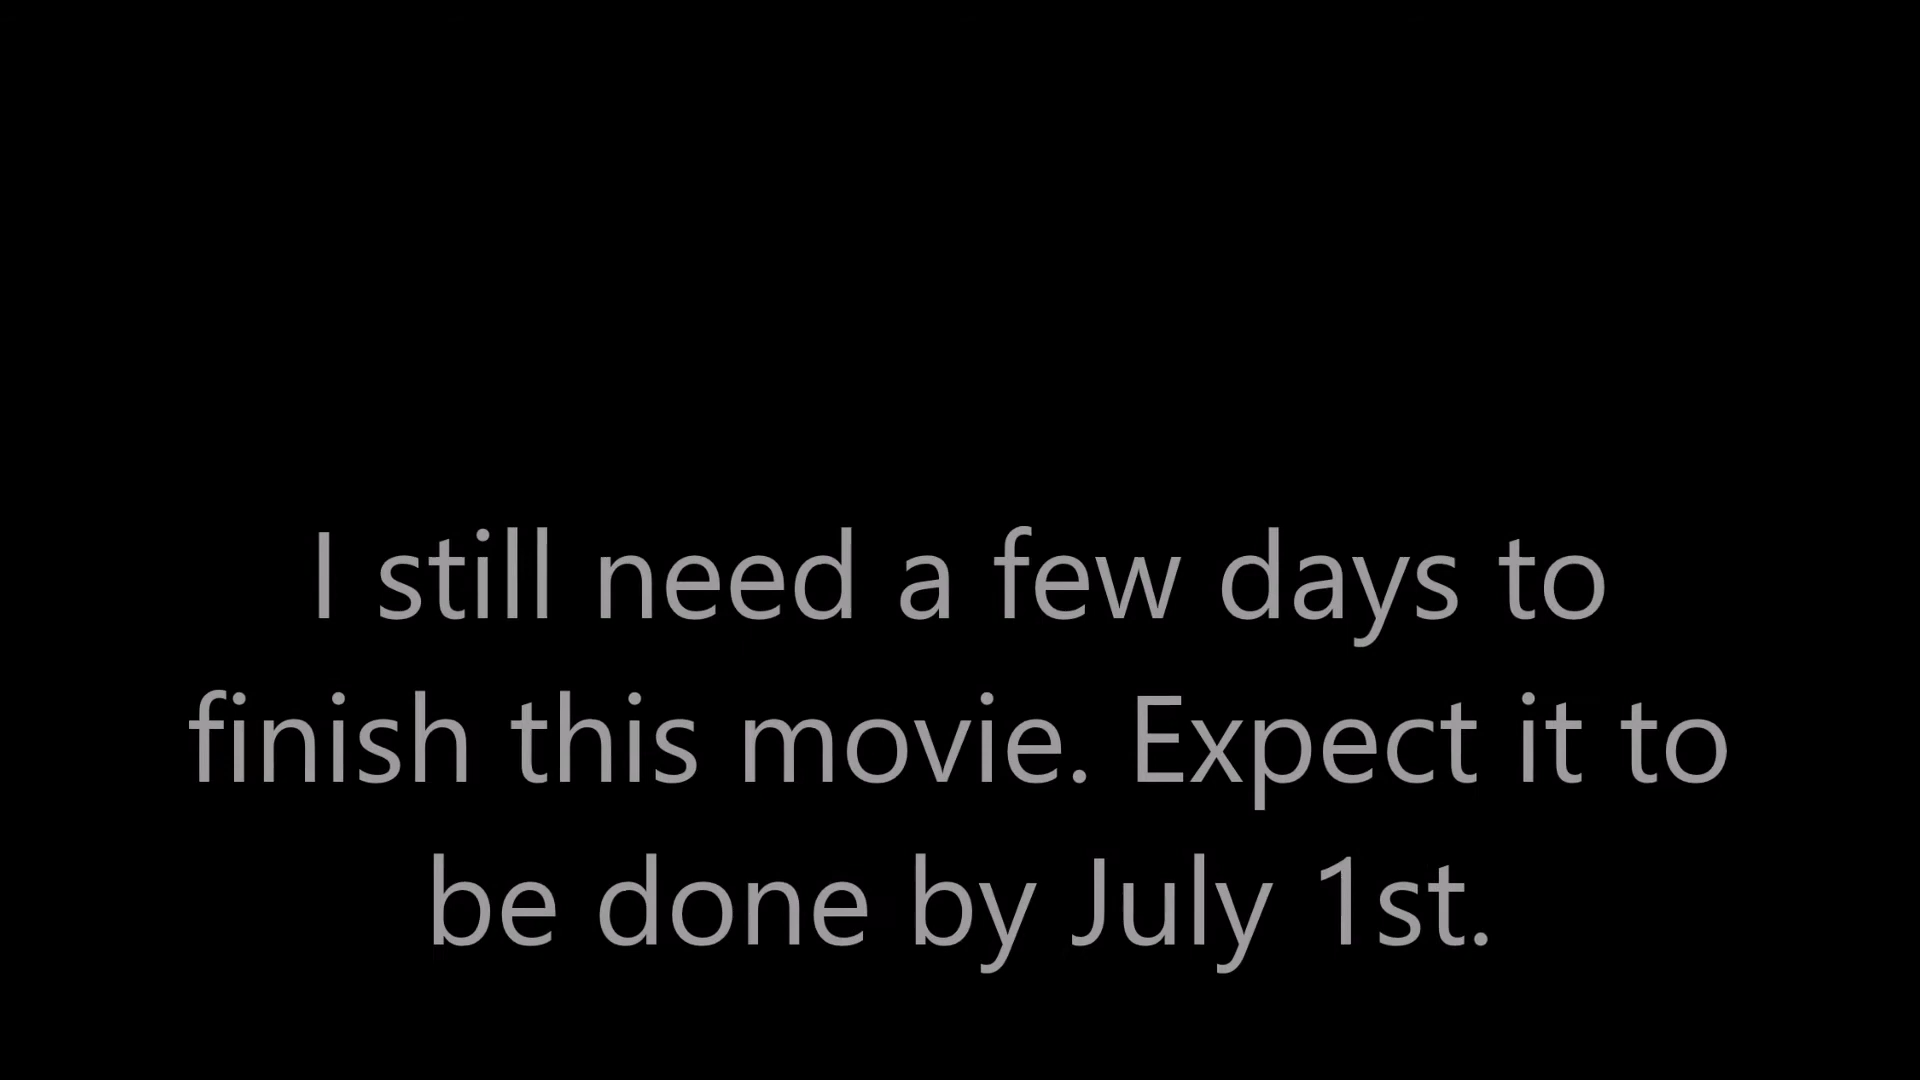 I still need a few days to
finish this movie. Expect it to
be done by July 1st.